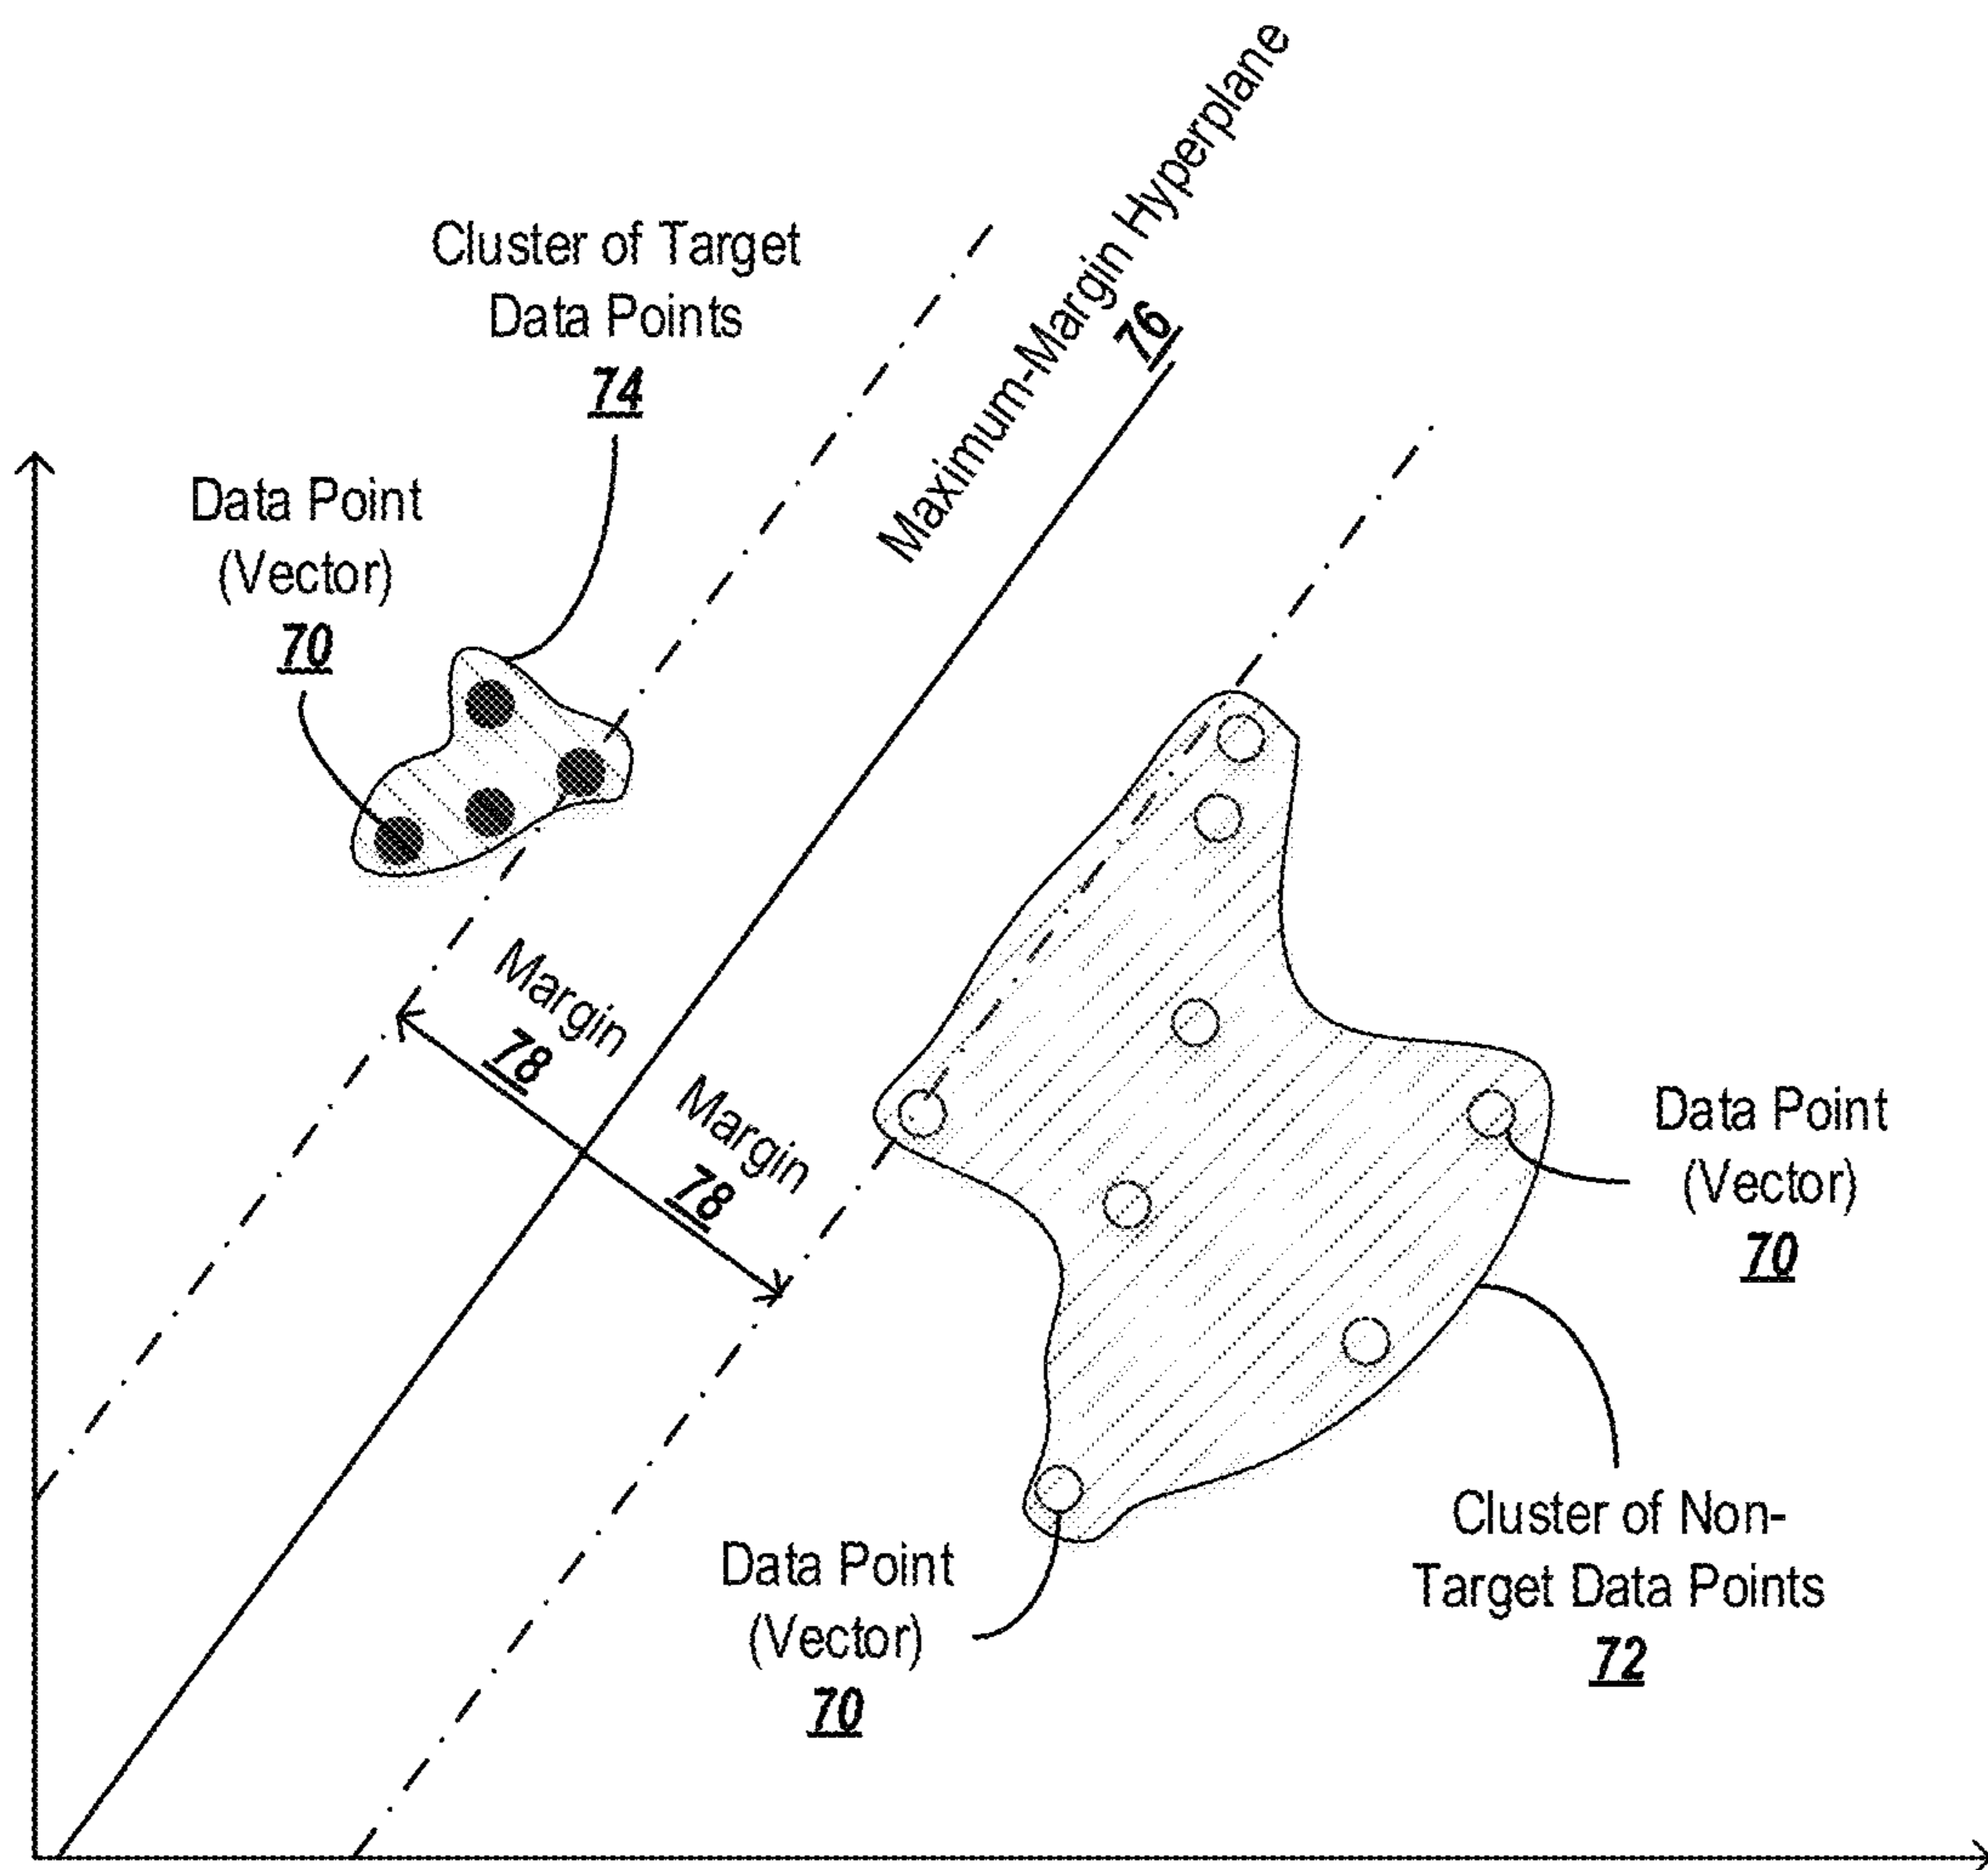 Maximum-Margin Hyperplane
76
Cluster of Target
Data Points
74
Data Point
(Vector)
70
Margin
78
Margin
78
Data Point
(Vector)
70
Cluster of Non-
Target Data Points
72
Data Point
(Vector)
70